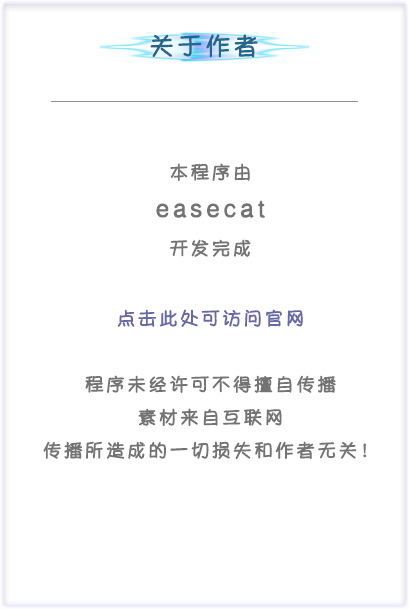 关于作者
本程序由
easecat
开发完成
点击此处可访问官网
程序未经许可不得擅自传播
素材来自互联网
传播所造成的一切损失和作者无关！